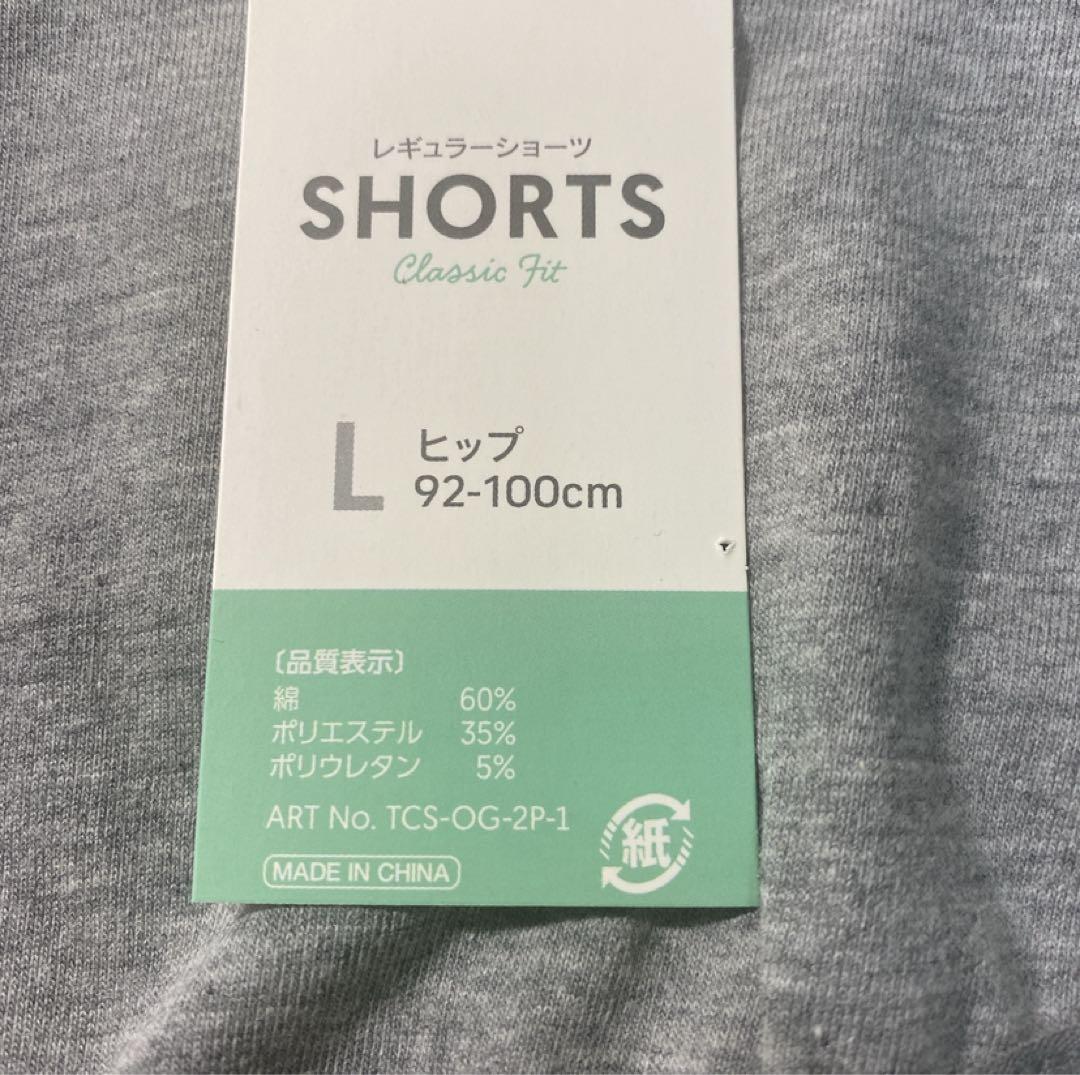 レギュラーショーツ
SHORTS
Classic Fit
L
ヒップ
92-100cm
〔品質表示〕
綿 60%
ポリエステル 35%
ポリウレタン 5%
ART No. TCS-OG-2P-1
MADE IN CHINA
紙